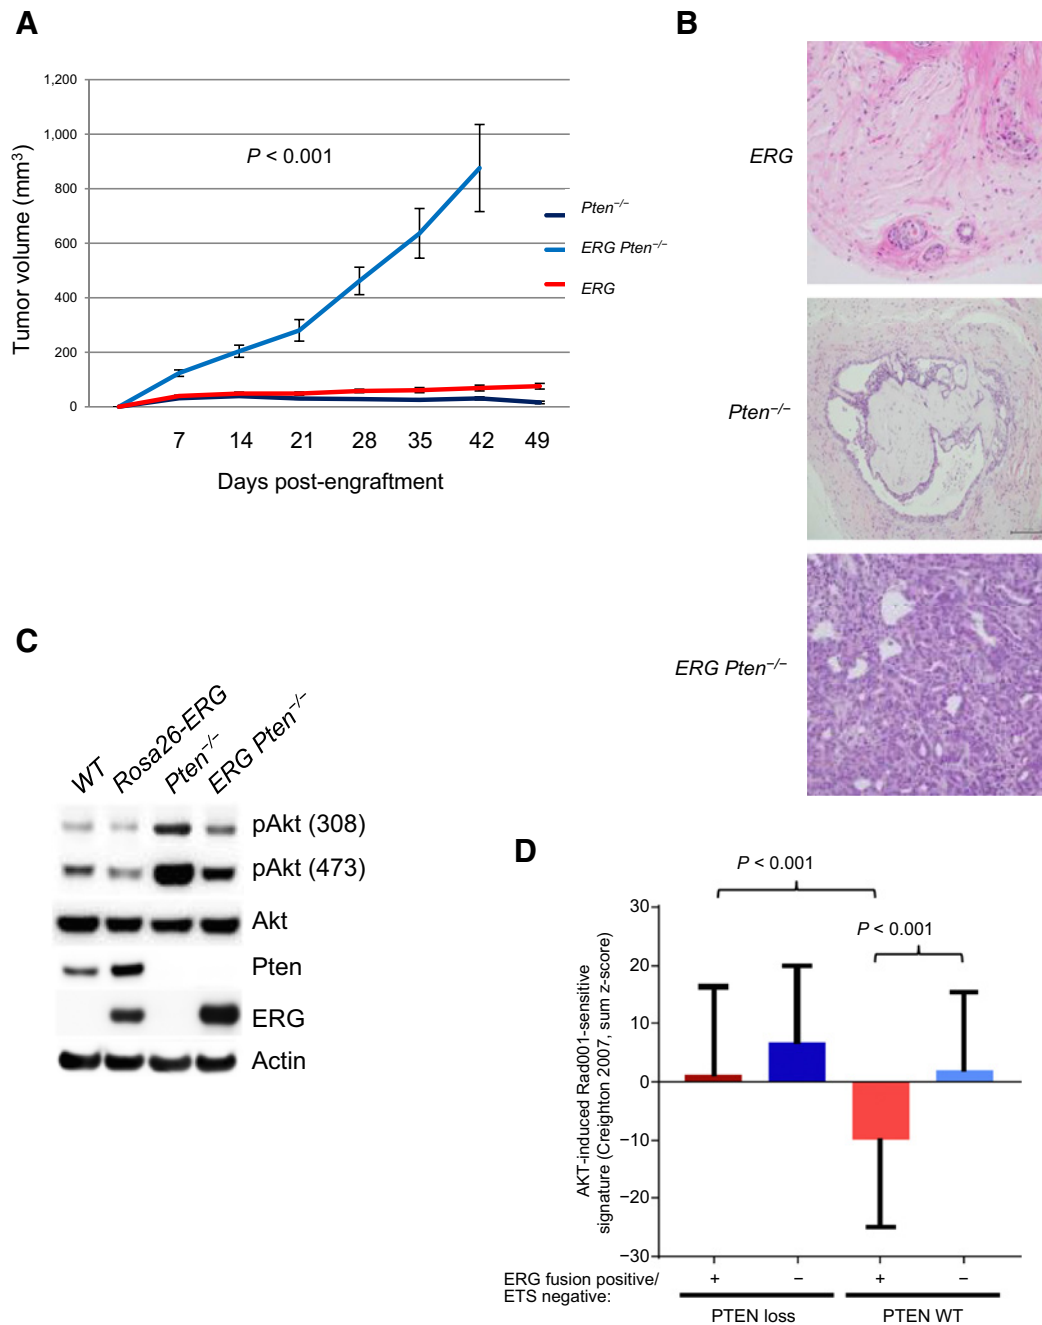 A
1,200
1,000
800
600
400
200
0
Tumor volume (mm³)
P < 0.001
7 14 21 28 35 42 49
Days post-engraftment
Pten⁻/⁻
ERG Pten⁻/⁻
ERG
B
ERG
Pten⁻/⁻
ERG Pten⁻/⁻
C
WT
Rosa26-ERG
Pten⁻/⁻
ERG Pten⁻/⁻
pAkt (308)
pAkt (473)
Akt
Pten
ERG
Actin
D
P < 0.001
P < 0.001
30
20
10
0
−10
−20
−30
AKT-induced Rad001-sensitive
signature (Creighton 2007, sum z-score)
ERG fusion positive/
ETS negative:
+ − + −
PTEN loss PTEN WT